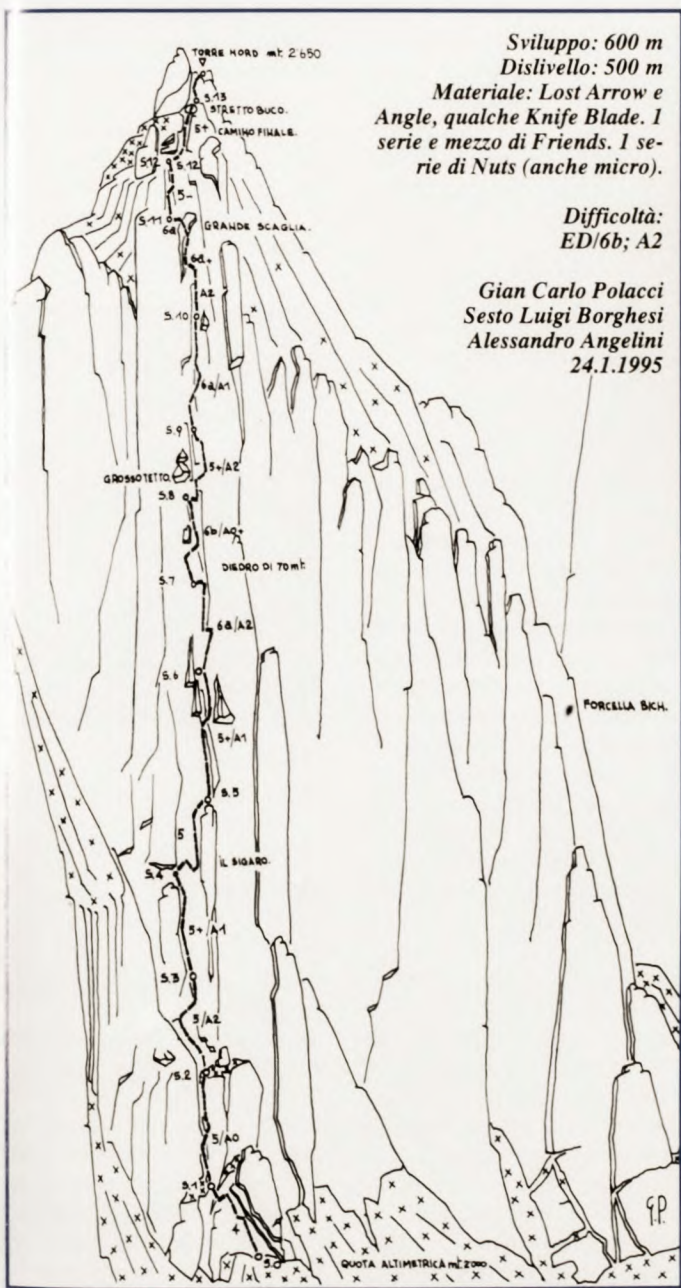 Sviluppo: 600 m
Dislivello: 500 m
Materiale: Lost Arrow e
Angle, qualche Knife Blade. 1
serie e mezzo di Friends. 1 se-
rie di Nuts (anche micro).
Difficoltà:
ED/6b; A2
Gian Carlo Polacci
Sesto Luigi Borghesi
Alessandro Angelini
24.1.1995
TORRE NORD mt. 2'650
S.13
STRETTO BUCO.
5+ CAMINO FINALE.
S.12 S.12
5-
S.11
6a GRANDE SCAGLIA.
6a+
A2
S.10
6a/A1
S.9
5+/A2
GROSSO TETTO.
S.8
6b/A0+
DIEDRO DI 70 mt.
S.7
6a/A2
S.6
FORCELLA BICH.
5+/A1
S.5
5
IL SIGARO.
S.4
5+/A1
S.3
5/A2
S.2
5/A0
S.1
4
G.P.
S.0
QUOTA ALTIMETRICA mt. 2000.